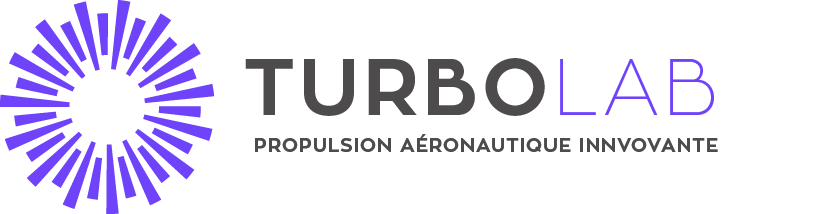 TURBOLAB
PROPULSION AÉRONAUTIQUE INNVOVANTE